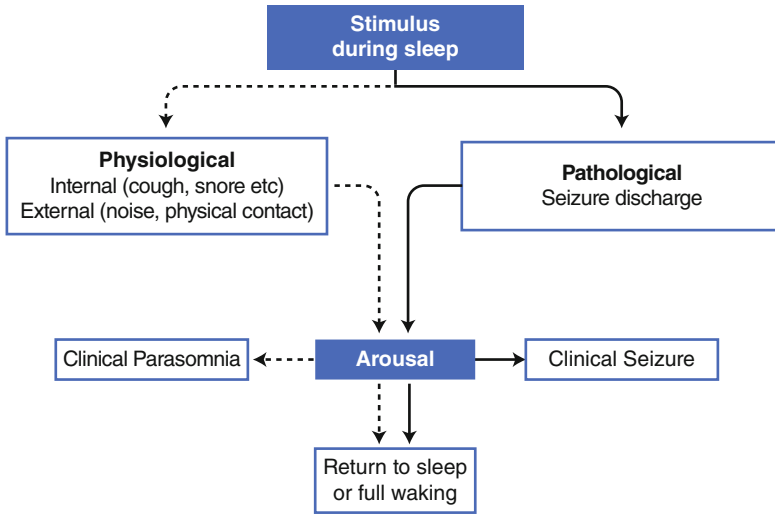 Stimulus
during sleep
Physiological
Internal (cough, snore etc)
External (noise, physical contact)
Pathological
Seizure discharge
Clinical Parasomnia
Arousal
Clinical Seizure
Return to sleep
or full waking